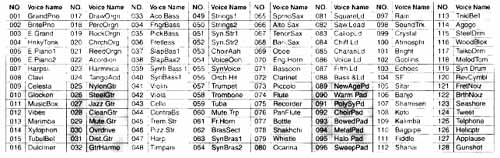 NO. Voice Name NO. Voice Name NO. Voice Name NO. Voice Name NO. Voice Name NO. Voice Name NO. Voice Name NO. Voice Name
001 GrandPno 017 DrawOrgn 033 Aco Bass 049 Strings1 065 SprnoSax 081 SquareLd 097 Rain 113 TnklBell
002 BritePno 018 PercOrgn 034 FngrBass 050 Strings2 066 Alto Sax 082 Saw Lead 098 SoundTrk 114 Agogo
003 E.Grand 019 RockOrgn 035 PickBass 051 Syn.Str1 067 TenorSax 083 CaliopLd 099 Crystal 115 SteelDrm
004 HnkyTonk 020 ChrchOrg 036 Fretless 052 Syn.Str2 068 Bari Sax 084 Chiff Ld 100 Atmosphr 116 WoodBlok
005 E.Piano1 021 ReedOrgn 037 SlapBas1 053 ChoirAah 069 Oboe 085 CharanLd 101 Bright 117 TaikoDrm
006 E.Piano2 022 Acordion 038 SlapBas2 054 VoiceOoh 070 Eng.Horn 086 Voice Ld 102 Goblins 118 MelodTom
007 Harpsi. 023 Harmnica 039 SynBass1 055 SynVoice 071 Bassoon 087 Fifth Ld 103 Echoes 119 Syn Drum
008 Clavi 024 TangoAcd 040 SynBass2 056 Orch.Hit 072 Clarinet 088 Bass &Ld 104 SF 120 RevCymbl
009 Celesta 025 NylonGtr 041 Violin 057 Trumpet 073 Piccolo 089 NewAgePd 105 Sitar 121 FretNoiz
010 Glocken 026 SteelGtr 042 Viola 058 Trombone 074 Flute 090 Warm Pad 106 Banjo 122 BrthNoiz
011 MusicBox 027 Jazz Gtr 043 Cello 059 Tuba 075 Recorder 091 PolySyPd 107 Shamisen 123 Seashore
012 Vibes 028 CleanGtr 044 ContraBs 060 Mute Trp 076 PanFlute 092 ChoirPad 108 Koto 124 Tweet
013 Marimba 029 Mute.Gtr 045 Trem.Str 061 Fr.Horn 077 Bottle 093 BowedPad 109 Kalimba 125 Telphone
014 Xylophon 030 Ovrdrive 046 Pizz.Str 062 BrasSect 078 Shakhchi 094 MetalPad 110 Bagpipe 126 Helicptr
015 TubulBel 031 Dist.Gtr 047 Harp 063 SynBras1 079 Whistle 095 Halo Pad 111 Fiddle 127 Applause
016 Dulcimer 032 GtrHarmo 048 Timpani 064 SynBras2 080 Ocarina 096 SweepPad 112 Shanai 128 Gunshot